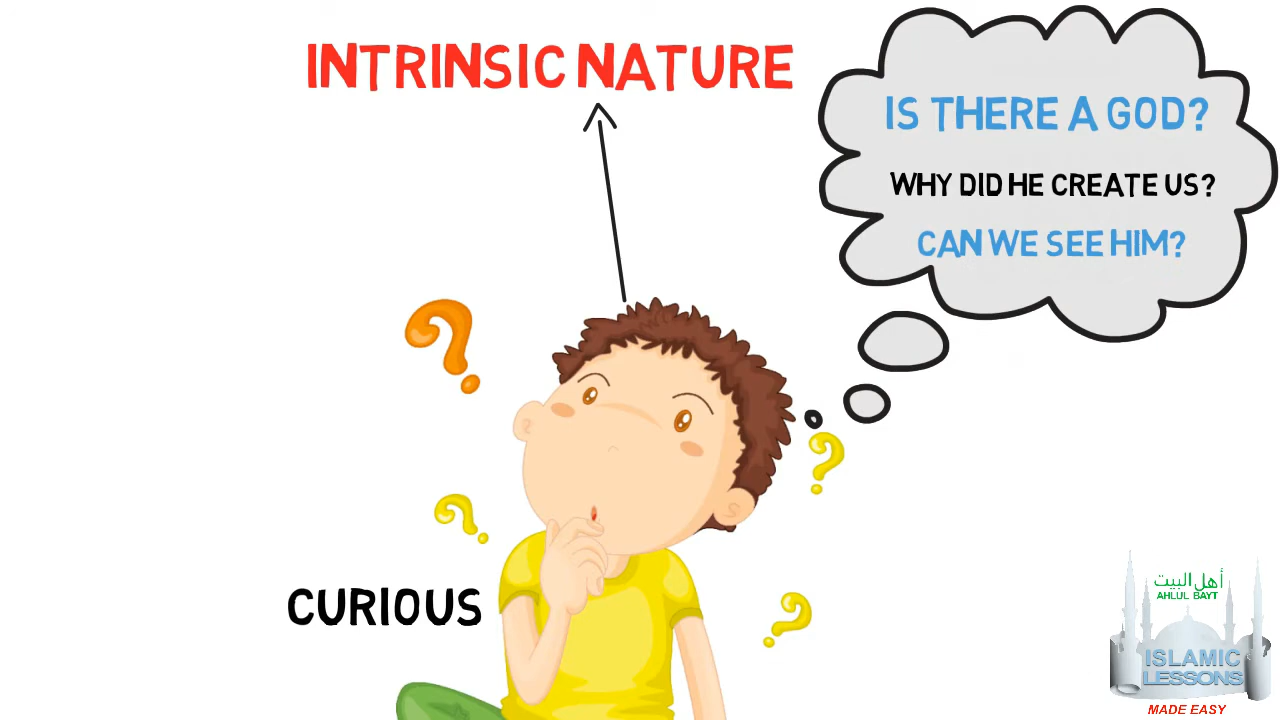 INTRINSIC NATURE
IS THERE A GOD?
WHY DID HE CREATE US?
CAN WE SEE HIM?
CURIOUS
أهل البيت
AHLUL BAYT
ISLAMIC
LESSONS
MADE EASY